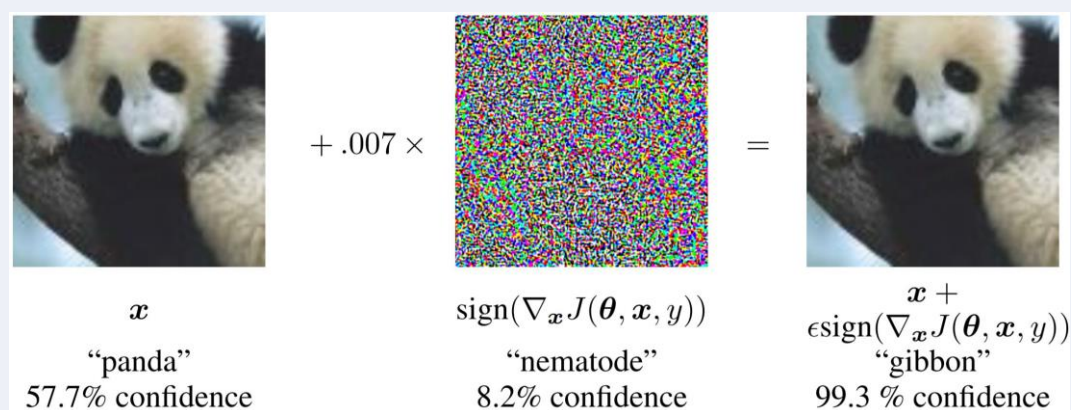 + .007 ×
=
x
sign(∇ₓJ(θ, x, y))
x +
ϵsign(∇ₓJ(θ, x, y))
“panda”
“nematode”
“gibbon”
57.7% confidence
8.2% confidence
99.3 % confidence